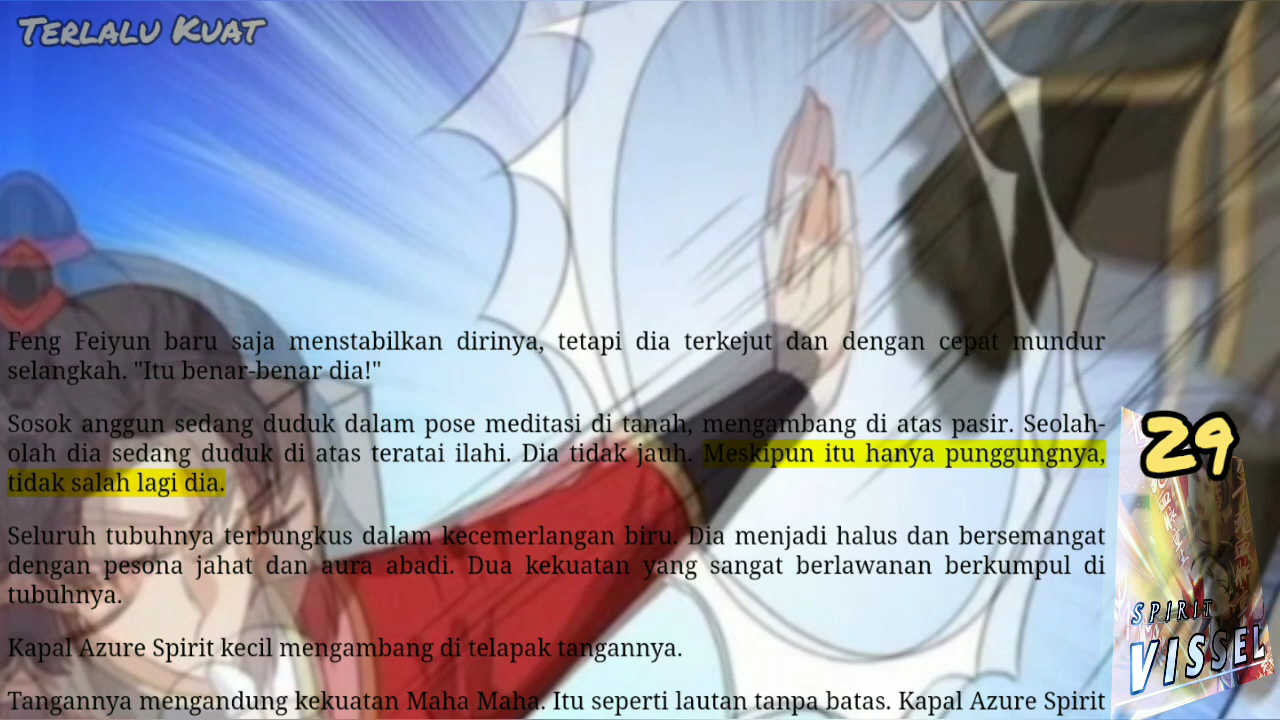 Terlalu Kuat
Feng Feiyun baru saja menstabilkan dirinya, tetapi dia terkejut dan dengan cepat mundur
selangkah. "Itu benar-benar dia!"
Sosok anggun sedang duduk dalam pose meditasi di tanah, mengambang di atas pasir. Seolah-
olah dia sedang duduk di atas teratai ilahi. Dia tidak jauh. Meskipun itu hanya punggungnya,
tidak salah lagi dia.
Seluruh tubuhnya terbungkus dalam kecemerlangan biru. Dia menjadi halus dan bersemangat
dengan pesona jahat dan aura abadi. Dua kekuatan yang sangat berlawanan berkumpul di
tubuhnya.
Kapal Azure Spirit kecil mengambang di telapak tangannya.
Tangannya mengandung kekuatan Maha Maha. Itu seperti lautan tanpa batas. Kapal Azure Spirit
29
SPIRIT
VISSEL